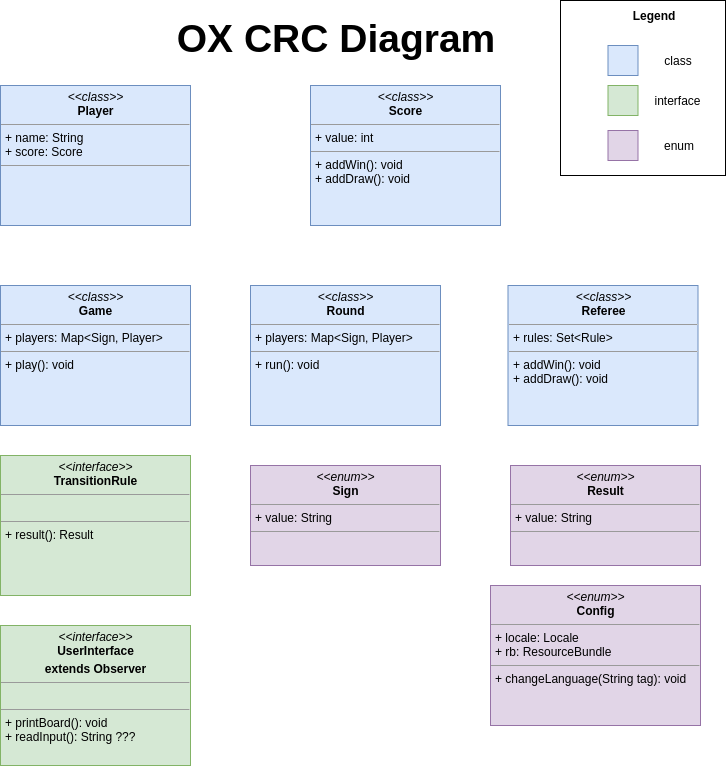 OX CRC Diagram
Legend
class
interface
enum
<<class>>
Player
+ name: String
+ score: Score
<<class>>
Score
+ value: int
+ addWin(): void
+ addDraw(): void
<<class>>
Game
+ players: Map<Sign, Player>
+ play(): void
<<class>>
Round
+ players: Map<Sign, Player>
+ run(): void
<<class>>
Referee
+ rules: Set<Rule>
+ addWin(): void
+ addDraw(): void
<<interface>>
TransitionRule
+ result(): Result
<<enum>>
Sign
+ value: String
<<enum>>
Result
+ value: String
<<enum>>
Config
+ locale: Locale
+ rb: ResourceBundle
+ changeLanguage(String tag): void
<<interface>>
UserInterface
extends Observer
+ printBoard(): void
+ readInput(): String ???